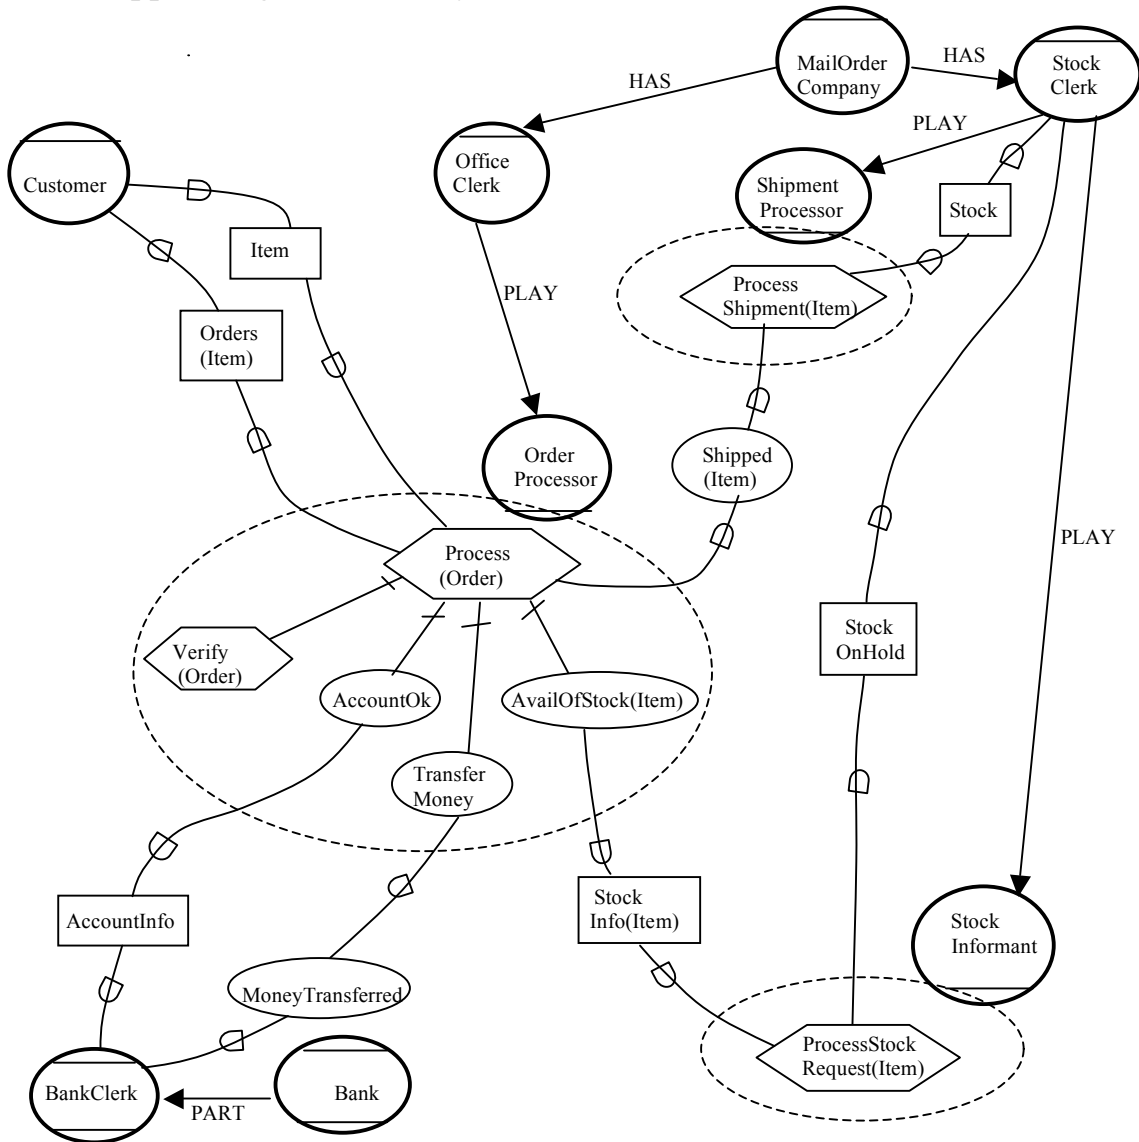 MailOrder
Company
HAS
Stock
Clerk
HAS
PLAY
Office
Clerk
Customer
Shipment
Processor
Stock
Item
Process
Shipment(Item)
PLAY
Orders
(Item)
Order
Processor
Shipped
(Item)
PLAY
Process
(Order)
Verify
(Order)
AccountOk
AvailOfStock(Item)
Stock
OnHold
Transfer
Money
AccountInfo
Stock
Info(Item)
Stock
Informant
MoneyTransferred
ProcessStock
Request(Item)
BankClerk
PART
Bank